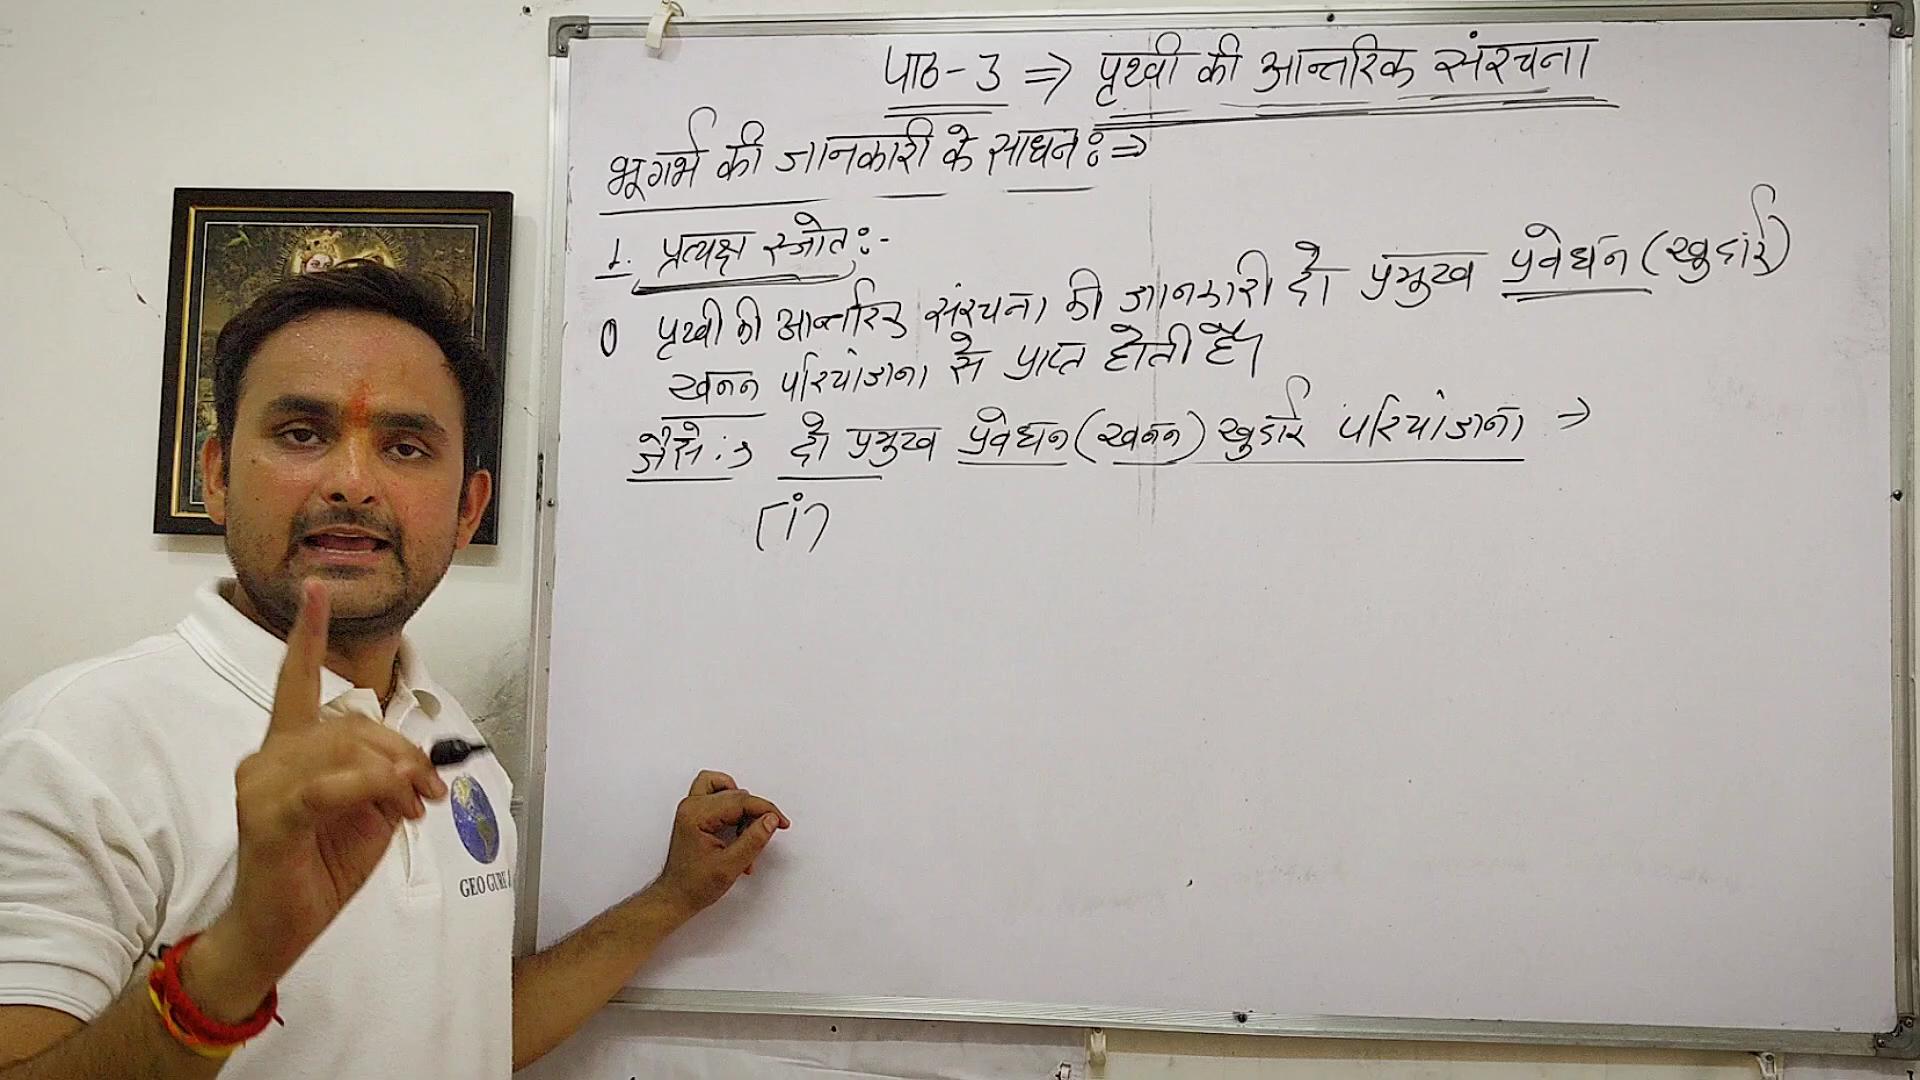 पाठ-3 ⇒ पृथ्वी की आन्तरिक संरचना
भूगर्भ की जानकारी के साधनः⇒
1. प्रत्यक्ष स्त्रोतः-
पृथ्वी की आन्तरिक संरचना की जानकारी दो प्रमुख प्रवेधन (खुदाई)
खनन परियोजना से प्राप्त होती है।
जैसेः→ दो प्रमुख प्रवेधन (खनन) खुदाई परियोजना ⇒
(i)
GEO GURU